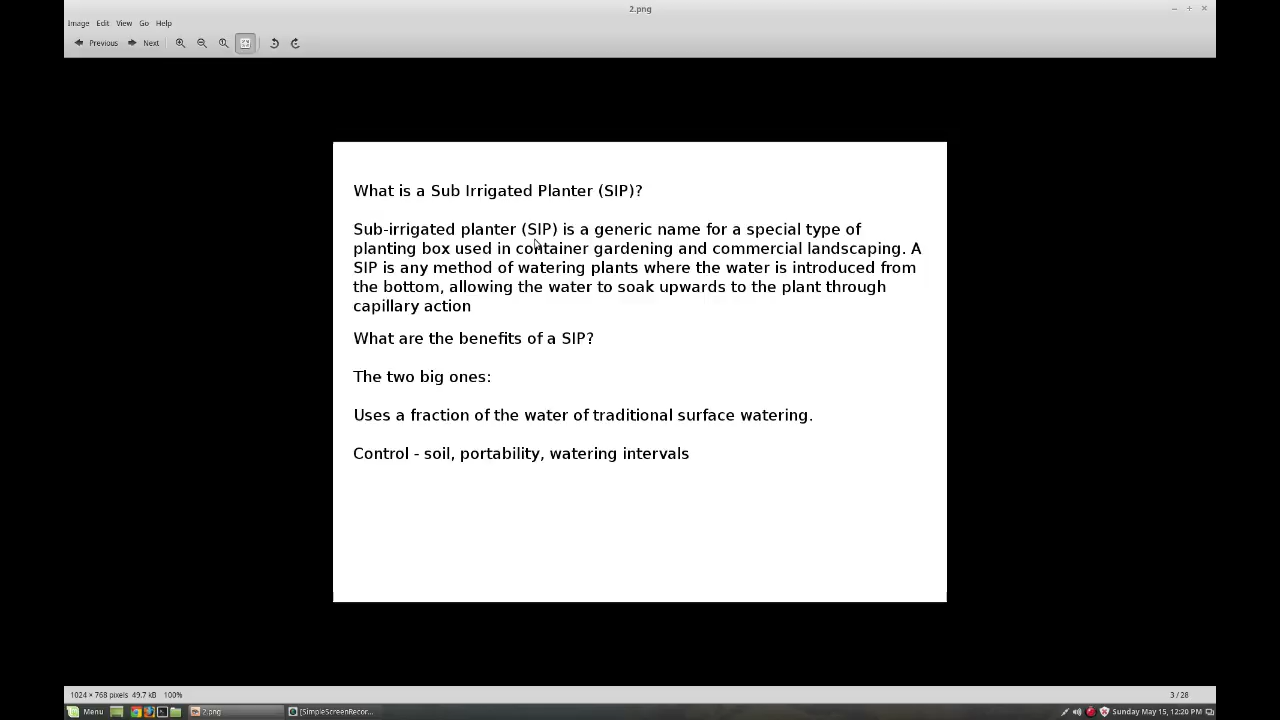 2.png
Image Edit View Go Help
Previous Next
What is a Sub Irrigated Planter (SIP)?
Sub-irrigated planter (SIP) is a generic name for a special type of
planting box used in container gardening and commercial landscaping. A
SIP is any method of watering plants where the water is introduced from
the bottom, allowing the water to soak upwards to the plant through
capillary action
What are the benefits of a SIP?
The two big ones:
Uses a fraction of the water of traditional surface watering.
Control - soil, portability, watering intervals
1024 × 768 pixels 49.7 kB 100%
3 / 28
Menu 2.png [SimpleScreenRecor... Sunday May 15, 12:20 PM